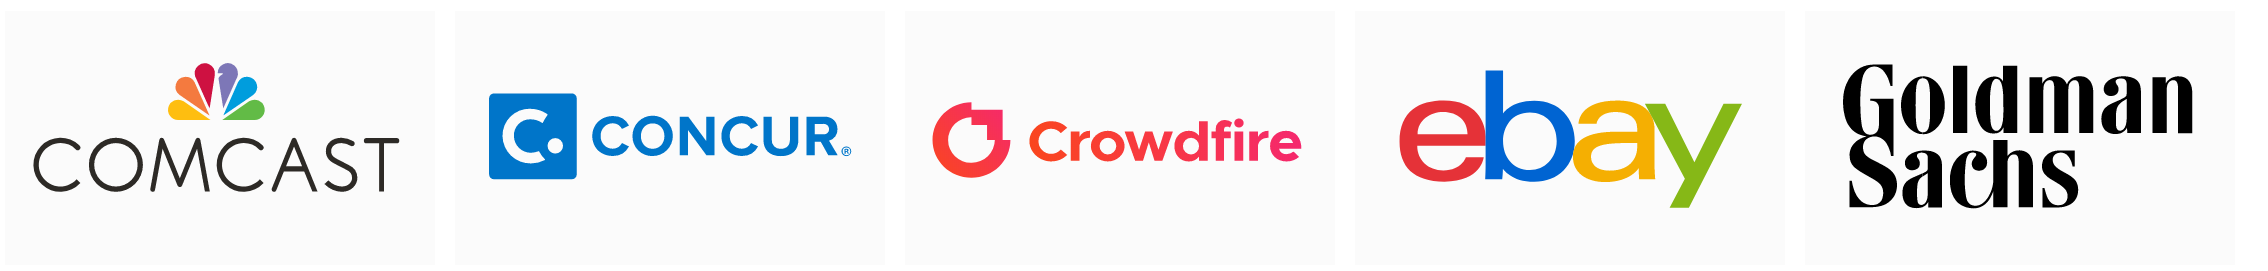 COMCAST
C. CONCUR®
Crowdfire
ebay
Goldman
Sachs